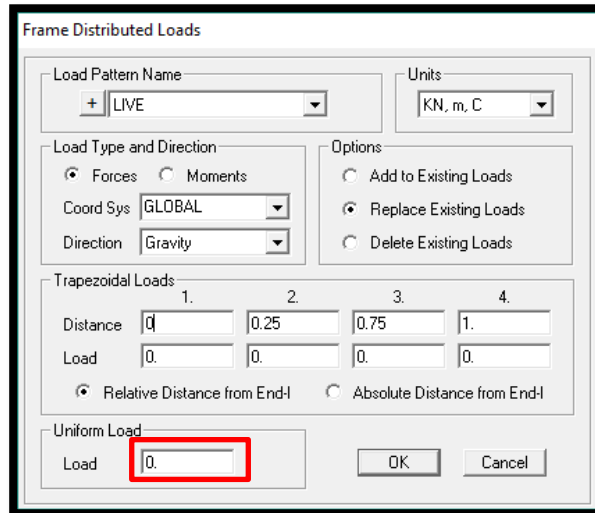 Frame Distributed Loads
Load Pattern Name
+ LIVE
Units
KN, m, C
Load Type and Direction
Forces Moments
Coord Sys GLOBAL
Direction Gravity
Options
Add to Existing Loads
Replace Existing Loads
Delete Existing Loads
Trapezoidal Loads
1. 2. 3. 4.
Distance 0 0.25 0.75 1.
Load 0. 0. 0. 0.
Relative Distance from End-I Absolute Distance from End-I
Uniform Load
Load 0.
OK Cancel